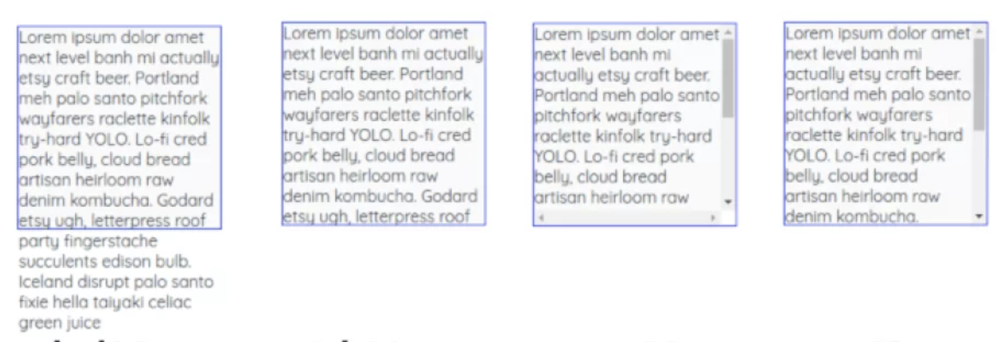 Lorem ipsum dolor amet
next level banh mi actually
etsy craft beer. Portland
meh palo santo pitchfork
wayfarers raclette kinfolk
try-hard YOLO. Lo-fi cred
pork belly, cloud bread
artisan heirloom raw
denim kombucha. Godard
etsy ugh, letterpress roof
party fingerstache
succulents edison bulb.
Iceland disrupt palo santo
fixie hella taiyaki celiac
green juice
Lorem ipsum dolor amet
next level banh mi actually
etsy craft beer. Portland
meh palo santo pitchfork
wayfarers raclette kinfolk
try-hard YOLO. Lo-fi cred
pork belly, cloud bread
artisan heirloom raw
denim kombucha. Godard
etsy ugh, letterpress roof
Lorem ipsum dolor amet
next level banh mi
actually etsy craft beer.
Portland meh palo santo
pitchfork wayfarers
raclette kinfolk try-hard
YOLO. Lo-fi cred pork
belly, cloud bread
artisan heirloom raw
Lorem ipsum dolor amet
next level banh mi
actually etsy craft beer.
Portland meh palo santo
pitchfork wayfarers
raclette kinfolk try-hard
YOLO. Lo-fi cred pork
belly, cloud bread
artisan heirloom raw
denim kombucha.